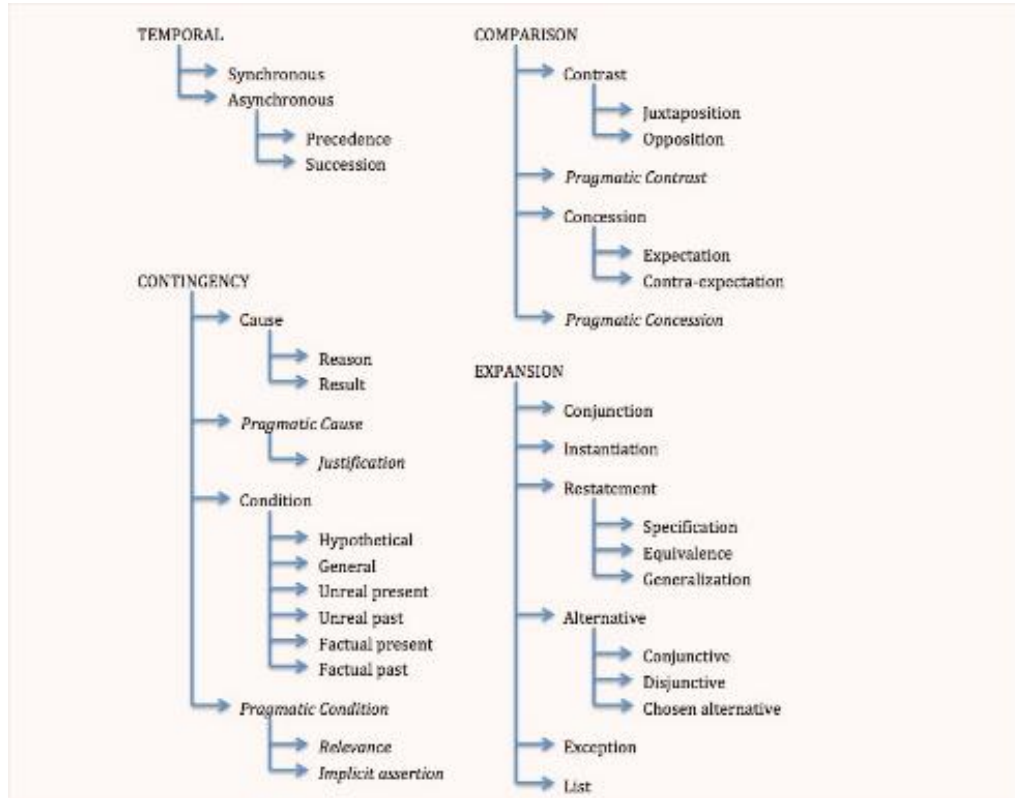 TEMPORAL
Synchronous
Asynchronous
Precedence
Succession
CONTINGENCY
Cause
Reason
Result
Pragmatic Cause
Justification
Condition
Hypothetical
General
Unreal present
Unreal past
Factual present
Factual past
Pragmatic Condition
Relevance
Implicit assertion
COMPARISON
Contrast
Juxtaposition
Opposition
Pragmatic Contrast
Concession
Expectation
Contra-expectation
Pragmatic Concession
EXPANSION
Conjunction
Instantiation
Restatement
Specification
Equivalence
Generalization
Alternative
Conjunctive
Disjunctive
Chosen alternative
Exception
List